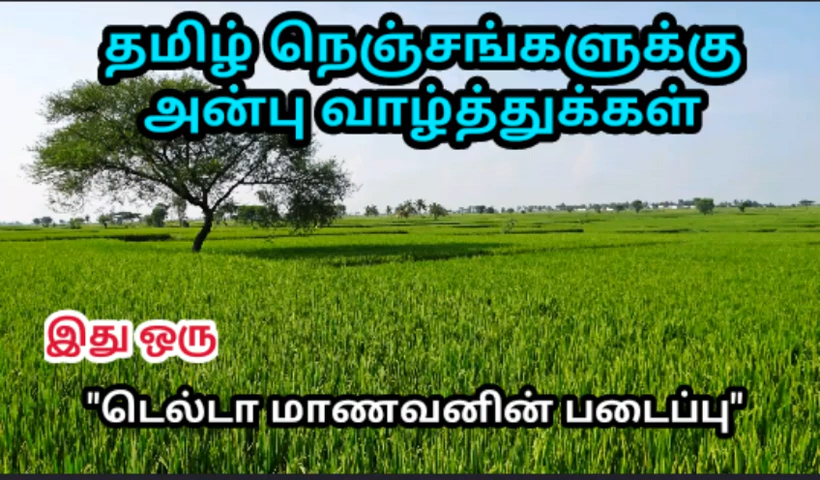 தமிழ் நெஞ்சங்களுக்கு
அன்பு வாழ்த்துக்கள்
இது ஒரு
"டெல்டா மாணவனின் படைப்பு"